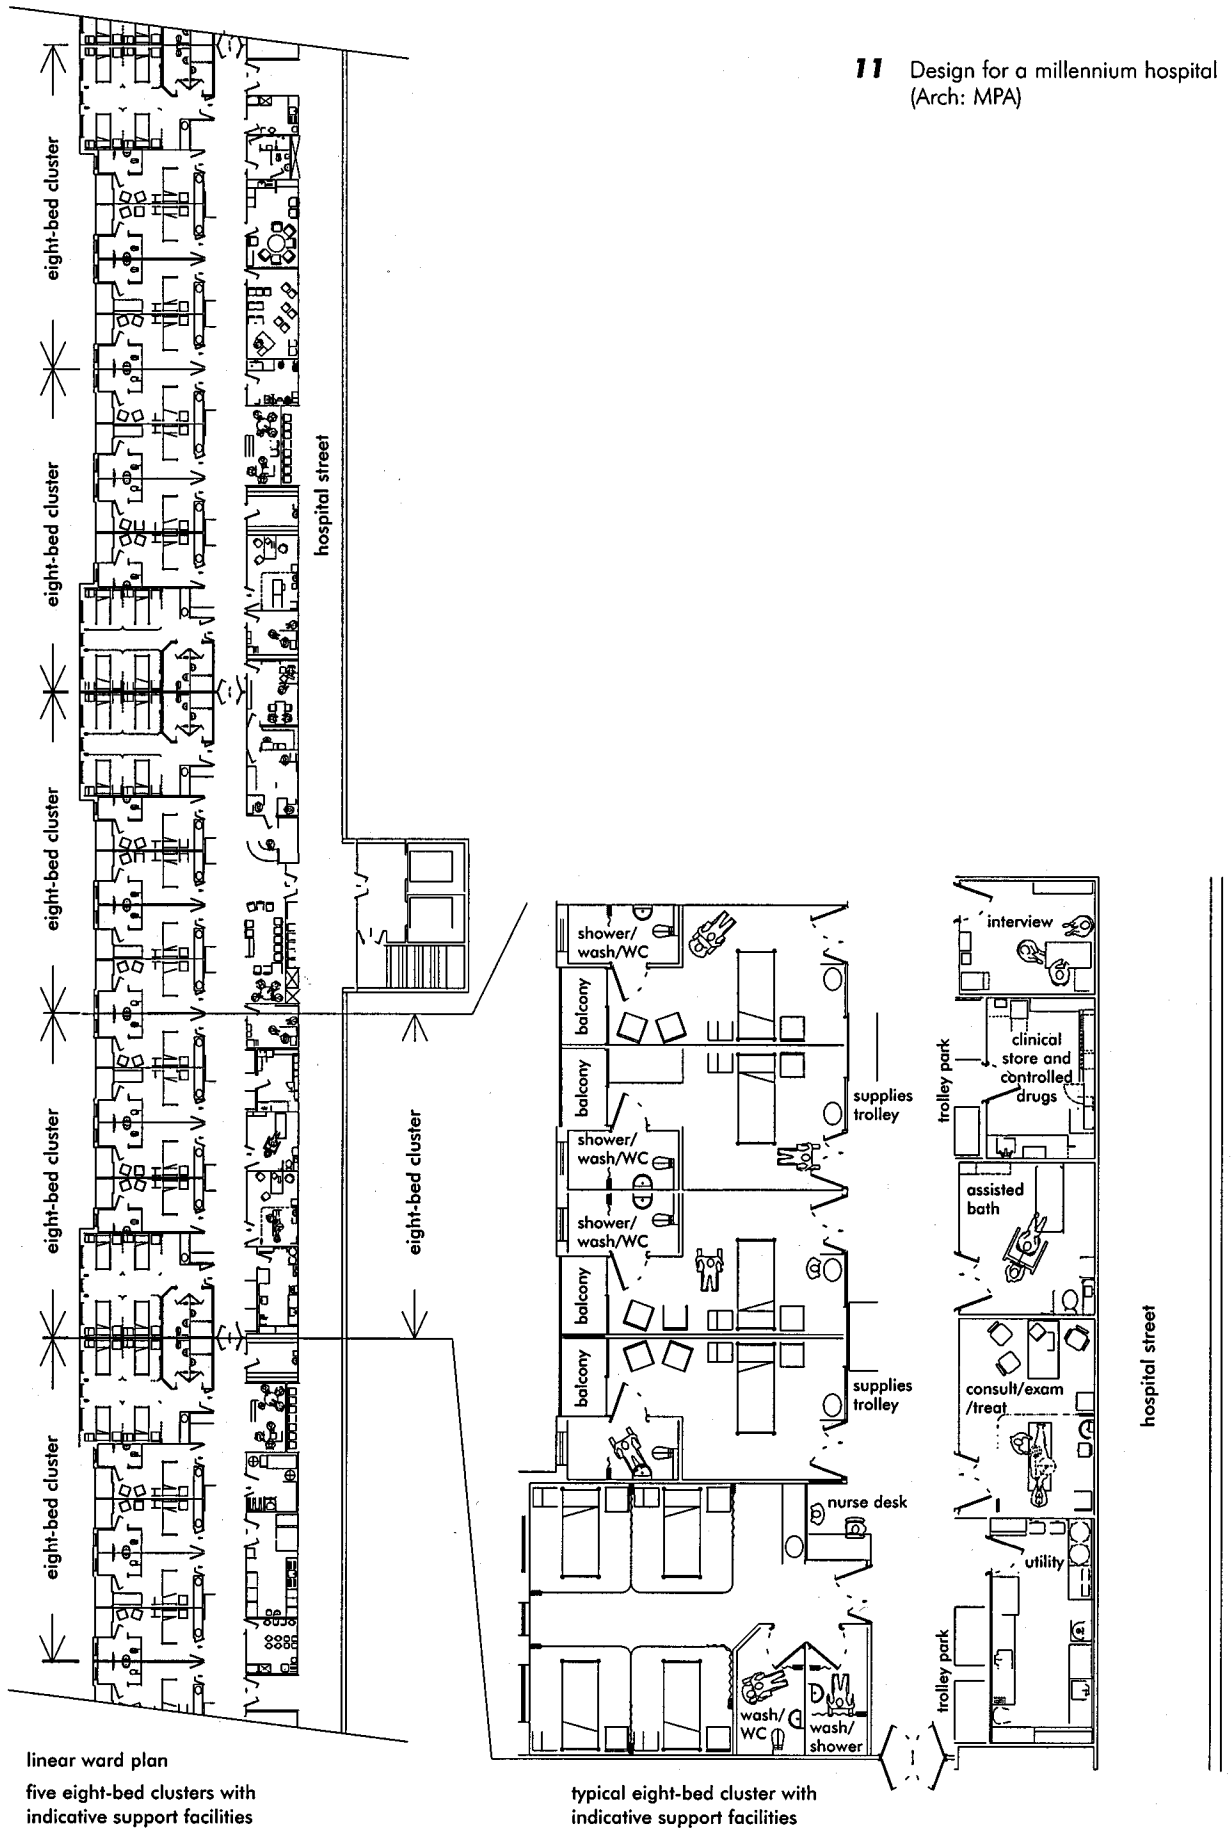 11 Design for a millennium hospital
(Arch: MPA)
eight-bed cluster
eight-bed cluster
eight-bed cluster
eight-bed cluster
eight-bed cluster
hospital street
eight-bed cluster
shower/
wash/WC
balcony
balcony
shower/
wash/WC
shower/
wash/WC
balcony
balcony
supplies
trolley
supplies
trolley
nurse desk
wash/
WC
wash/
shower
interview
trolley park
clinical
store and
controlled
drugs
assisted
bath
consult/exam
/treat
utility
trolley park
hospital street
linear ward plan
five eight-bed clusters with
indicative support facilities
typical eight-bed cluster with
indicative support facilities